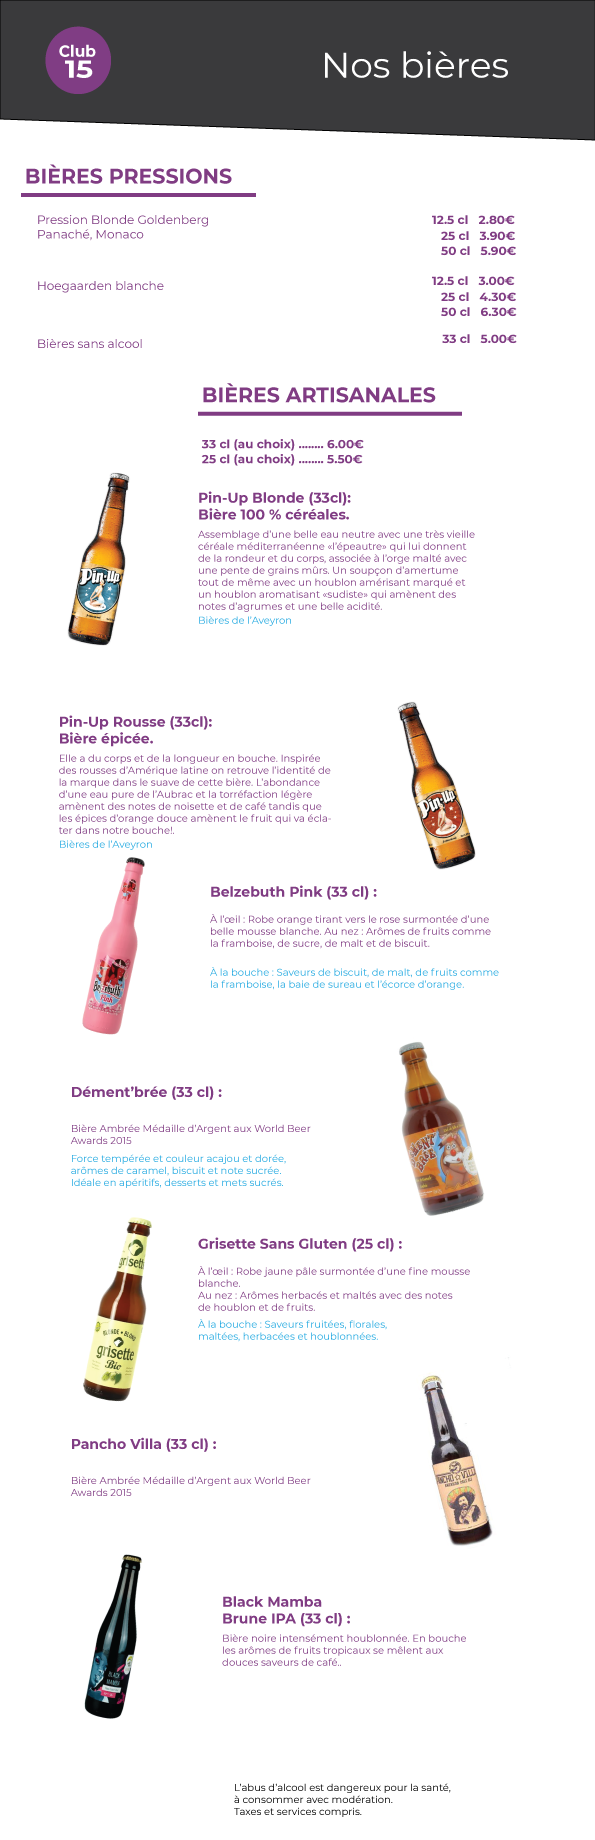 Club
15
Nos bières
BIÈRES PRESSIONS
Pression Blonde Goldenberg
Panaché, Monaco
12.5 cl 2.80€
25 cl 3.90€
50 cl 5.90€
Hoegaarden blanche
12.5 cl 3.00€
25 cl 4.30€
50 cl 6.30€
Bières sans alcool
33 cl 5.00€
BIÈRES ARTISANALES
33 cl (au choix) ........ 6.00€
25 cl (au choix) ........ 5.50€
Pin-Up Blonde (33cl):
Bière 100 % céréales.
Assemblage d'une belle eau neutre avec une très vieille
céréale méditerranéenne «l'épeautre» qui lui donnent
de la rondeur et du corps, associée à l'orge malté avec
une pente de grains mûrs. Un soupçon d'amertume
tout de même avec un houblon amérisant marqué et
un houblon aromatisant «sudiste» qui amènent des
notes d'agrumes et une belle acidité.
Bières de l'Aveyron
Pin-Up
Pin-Up Rousse (33cl):
Bière épicée.
Elle a du corps et de la longueur en bouche. Inspirée
des rousses d'Amérique latine on retrouve l'identité de
la marque dans le suave de cette bière. L'abondance
d'une eau pure de l'Aubrac et la torréfaction légère
amènent des notes de noisette et de café tandis que
les épices d'orange douce amènent le fruit qui va écla-
ter dans notre bouche!.
Bières de l'Aveyron
Pin-Up
Belzebuth Pink (33 cl) :
À l'œil : Robe orange tirant vers le rose surmontée d'une
belle mousse blanche. Au nez : Arômes de fruits comme
la framboise, de sucre, de malt et de biscuit.
À la bouche : Saveurs de biscuit, de malt, de fruits comme
la framboise, la baie de sureau et l'écorce d'orange.
Belzebuth
PINK
Dément'brée (33 cl) :
Bière Ambrée Médaille d'Argent aux World Beer
Awards 2015
Force tempérée et couleur acajou et dorée,
arômes de caramel, biscuit et note sucrée.
Idéale en apéritifs, desserts et mets sucrés.
Grisette Sans Gluten (25 cl) :
À l'œil : Robe jaune pâle surmontée d'une fine mousse
blanche.
Au nez : Arômes herbacés et maltés avec des notes
de houblon et de fruits.
À la bouche : Saveurs fruitées, florales,
maltées, herbacées et houblonnées.
grisette
BLONDE • BLOND
grisette
Bio
Pancho Villa (33 cl) :
Bière Ambrée Médaille d'Argent aux World Beer
Awards 2015
PANCHO VILLA
Black Mamba
Brune IPA (33 cl) :
Bière noire intensément houblonnée. En bouche
les arômes de fruits tropicaux se mêlent aux
douces saveurs de café..
BLACK
MAMBA
L'abus d'alcool est dangereux pour la santé,
à consommer avec modération.
Taxes et services compris.